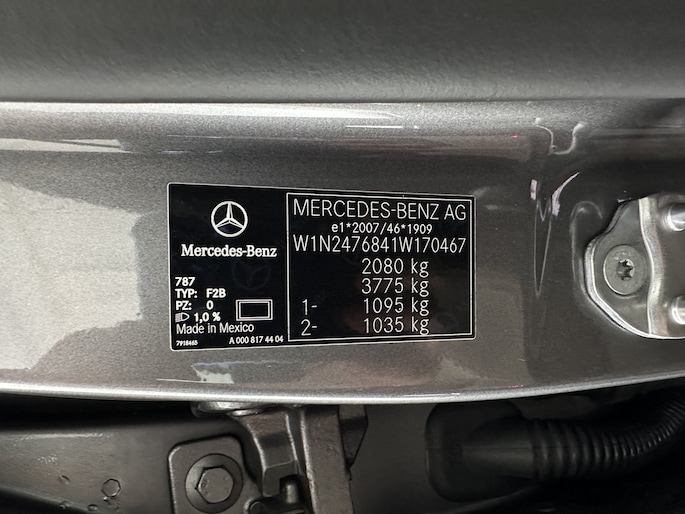 Mercedes-Benz
787
TYP: F2B
PZ: 0
1,0 %
Made in Mexico
7918465
A 000 817 44 04
MERCEDES-BENZ AG
e1*2007/46*1909
W1N2476841W170467
2080 kg
3775 kg
1- 1095 kg
2- 1035 kg